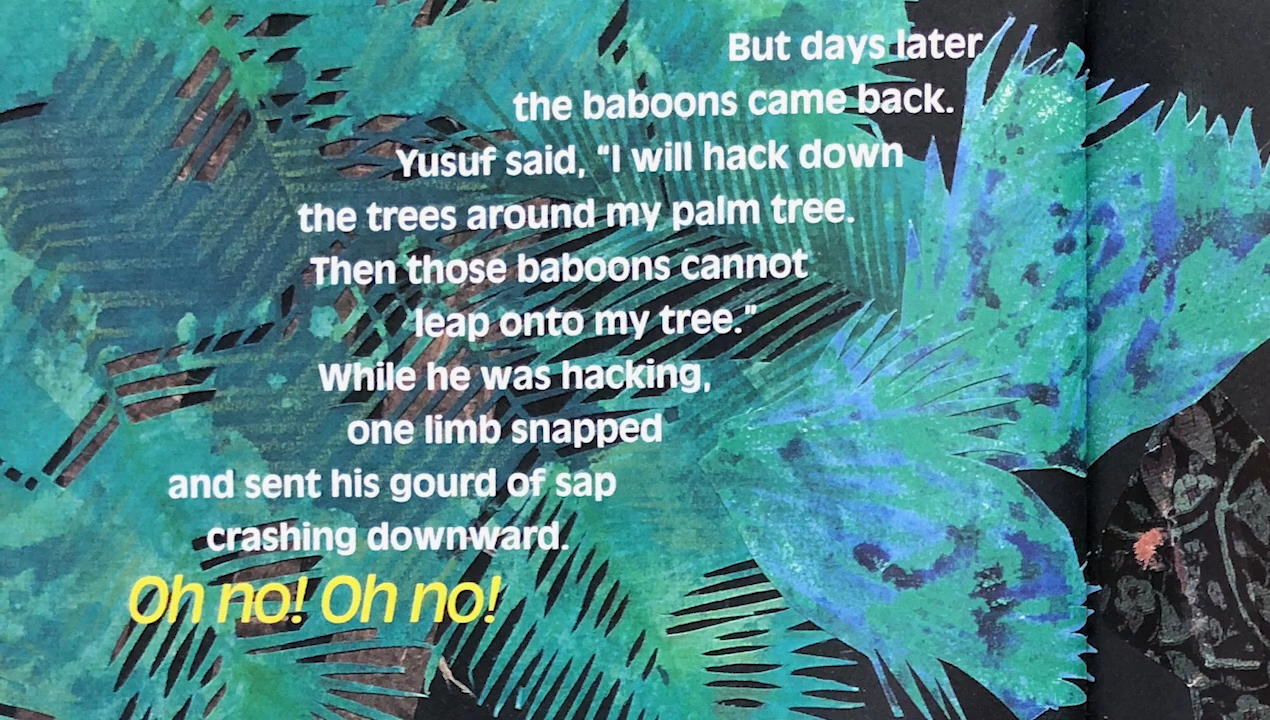 But days later
the baboons came back.
Yusuf said, “I will hack down
the trees around my palm tree.
Then those baboons cannot
leap onto my tree.”
While he was hacking,
one limb snapped
and sent his gourd of sap
crashing downward.
Oh no! Oh no!